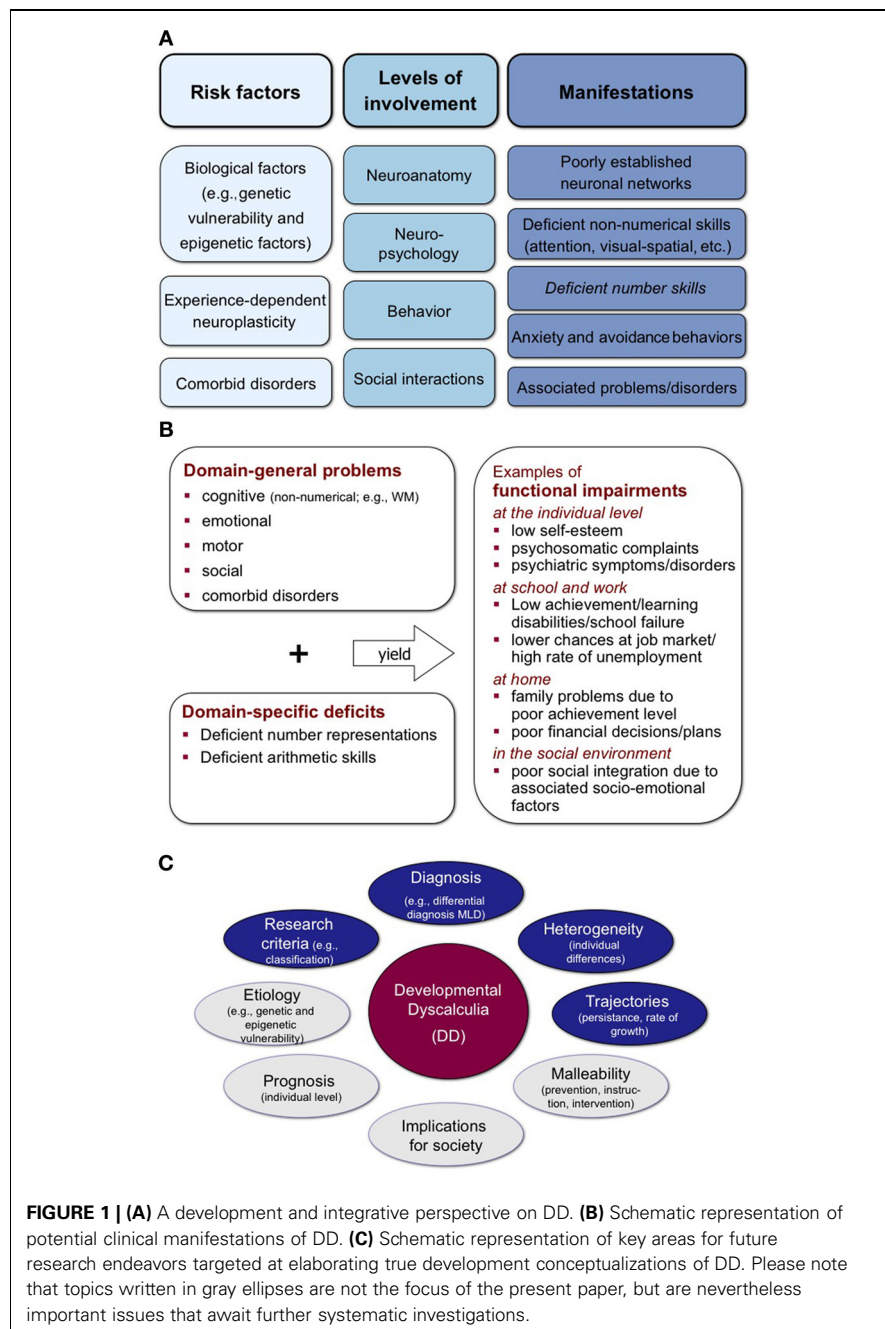 A
Risk factors
Levels of
involvement
Manifestations
Biological factors
(e.g., genetic
vulnerability and
epigenetic factors)
Experience-dependent
neuroplasticity
Comorbid disorders
Neuroanatomy
Neuro-
psychology
Behavior
Social interactions
Poorly established
neuronal networks
Deficient non-numerical skills
(attention, visual-spatial, etc.)
Deficient number skills
Anxiety and avoidance behaviors
Associated problems/disorders
B
Domain-general problems
▪ cognitive (non-numerical; e.g., WM)
▪ emotional
▪ motor
▪ social
▪ comorbid disorders
+
yield
Domain-specific deficits
▪ Deficient number representations
▪ Deficient arithmetic skills
Examples of
functional impairments
at the individual level
▪ low self-esteem
▪ psychosomatic complaints
▪ psychiatric symptoms/disorders
at school and work
▪ Low achievement/learning
disabilities/school failure
▪ lower chances at job market/
high rate of unemployment
at home
▪ family problems due to
poor achievement level
▪ poor financial decisions/plans
in the social environment
▪ poor social integration due to
associated socio-emotional
factors
C
Diagnosis
(e.g., differential
diagnosis MLD)
Research
criteria (e.g.,
classification)
Heterogeneity
(individual
differences)
Etiology
(e.g., genetic and
epigenetic
vulnerability)
Developmental
Dyscalculia
(DD)
Trajectories
(persistance, rate of
growth)
Prognosis
(individual level)
Malleability
(prevention, instruc-
tion, intervention)
Implications
for society
FIGURE 1 | (A) A development and integrative perspective on DD. (B) Schematic representation of
potential clinical manifestations of DD. (C) Schematic representation of key areas for future
research endeavors targeted at elaborating true development conceptualizations of DD. Please note
that topics written in gray ellipses are not the focus of the present paper, but are nevertheless
important issues that await further systematic investigations.